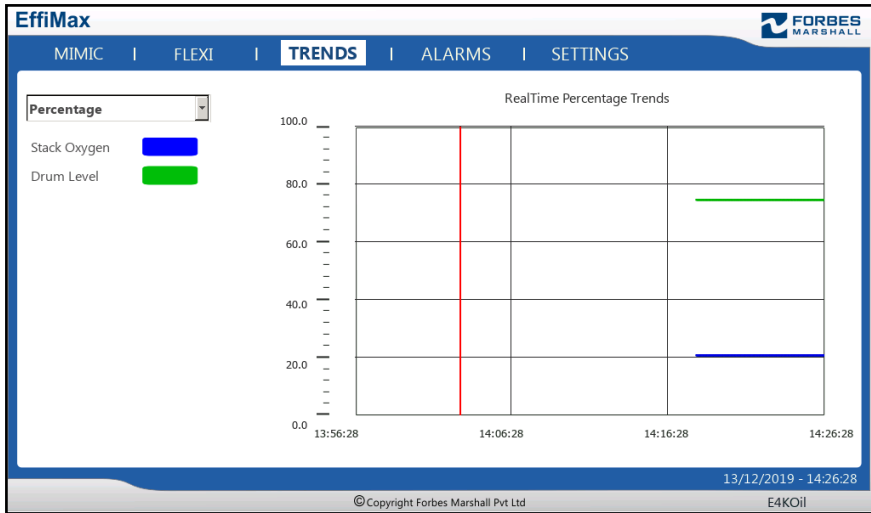 EffiMax
FORBES
MARSHALL
MIMIC | FLEXI | TRENDS | ALARMS | SETTINGS
Percentage
Stack Oxygen
Drum Level
RealTime Percentage Trends
100.0
80.0
60.0
40.0
20.0
0.0
13:56:28 14:06:28 14:16:28 14:26:28
13/12/2019 - 14:26:28
©Copyright Forbes Marshall Pvt Ltd
E4KOil